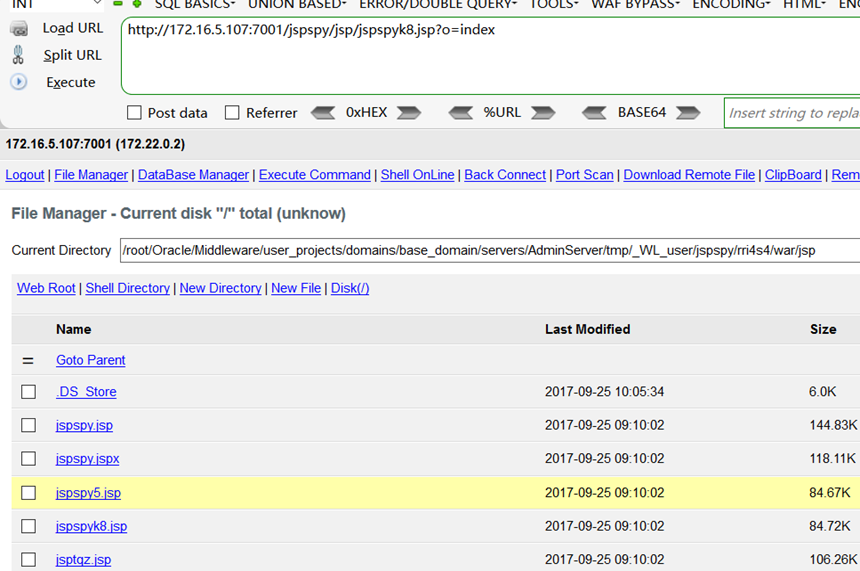 INT SQL BASICS- UNION BASED- ERROR/DOUBLE QUERY- TOOLS- WAF BYPASS- ENCODING- HTML- ENC
Load URL http://172.16.5.107:7001/jspspy/jsp/jspspyk8.jsp?o=index
Split URL
Execute
Post data Referrer 0xHEX %URL BASE64 Insert string to repla
172.16.5.107:7001 (172.22.0.2)
Logout | File Manager | DataBase Manager | Execute Command | Shell OnLine | Back Connect | Port Scan | Download Remote File | ClipBoard | Rem
File Manager - Current disk "/" total (unknow)
Current Directory /root/Oracle/Middleware/user_projects/domains/base_domain/servers/AdminServer/tmp/_WL_user/jspspy/rri4s4/war/jsp
Web Root | Shell Directory | New Directory | New File | Disk(/)
Name Last Modified Size
= Goto Parent
.DS_Store 2017-09-25 10:05:34 6.0K
jspspy.jsp 2017-09-25 09:10:02 144.83K
jspspy.jspx 2017-09-25 09:10:02 118.11K
jspspy5.jsp 2017-09-25 09:10:02 84.67K
jspspyk8.jsp 2017-09-25 09:10:02 84.72K
jsptgz.jsp 2017-09-25 09:10:02 106.26K